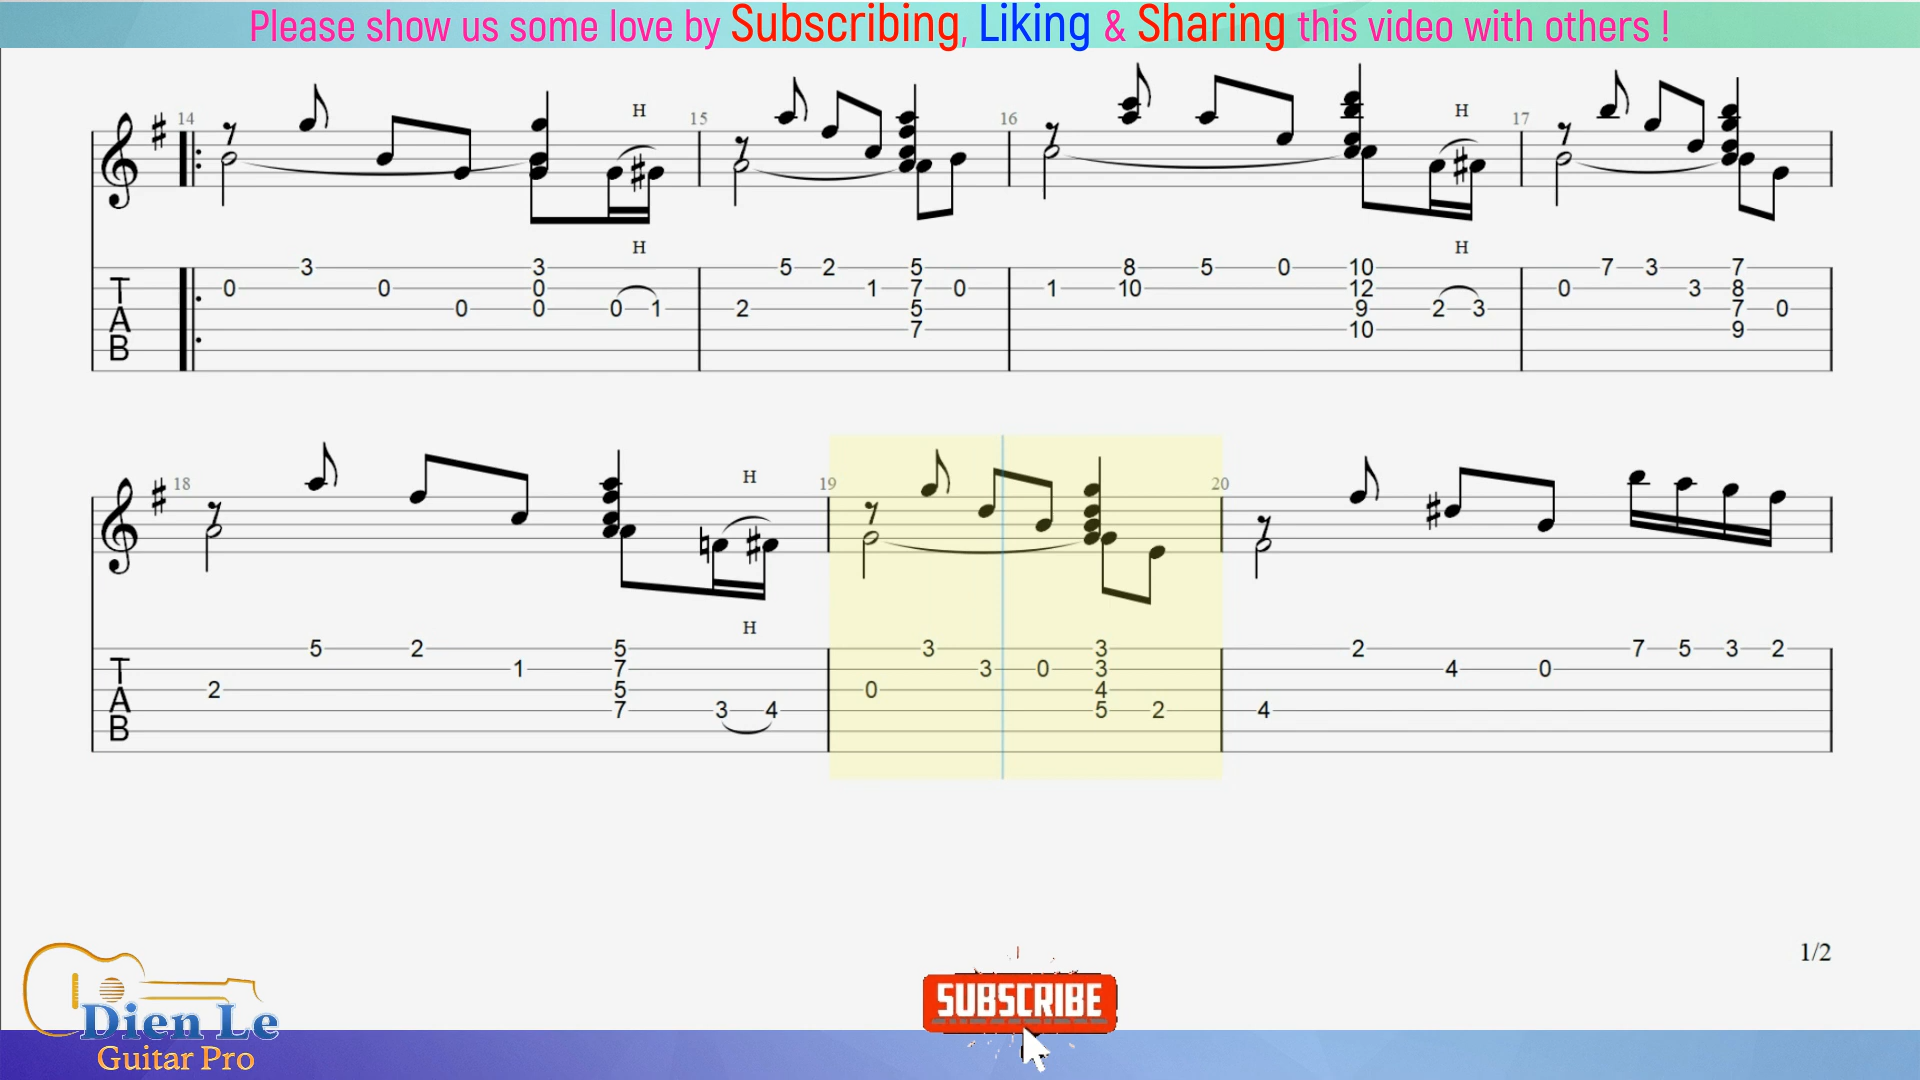 Please show us some love by Subscribing, Liking & Sharing this video with others !
14 H 15 16 H 17
H H
3 3 5 2 5 8 5 0 10 7 3 7
T 0 0 0 1 7 0 1 10 12 0 3 8
A 0 0 0 1 2 5 9 2 3 7 0
7 10 9
B
18 H 19 20
H
5 2 5 3 3 2 7 5 3 2
T 1 7 3 0 3 4 0
A 2 5 0 4
7 3 4 5 2 4
B
1/2
SUBSCRIBE
Dien Le
Guitar Pro